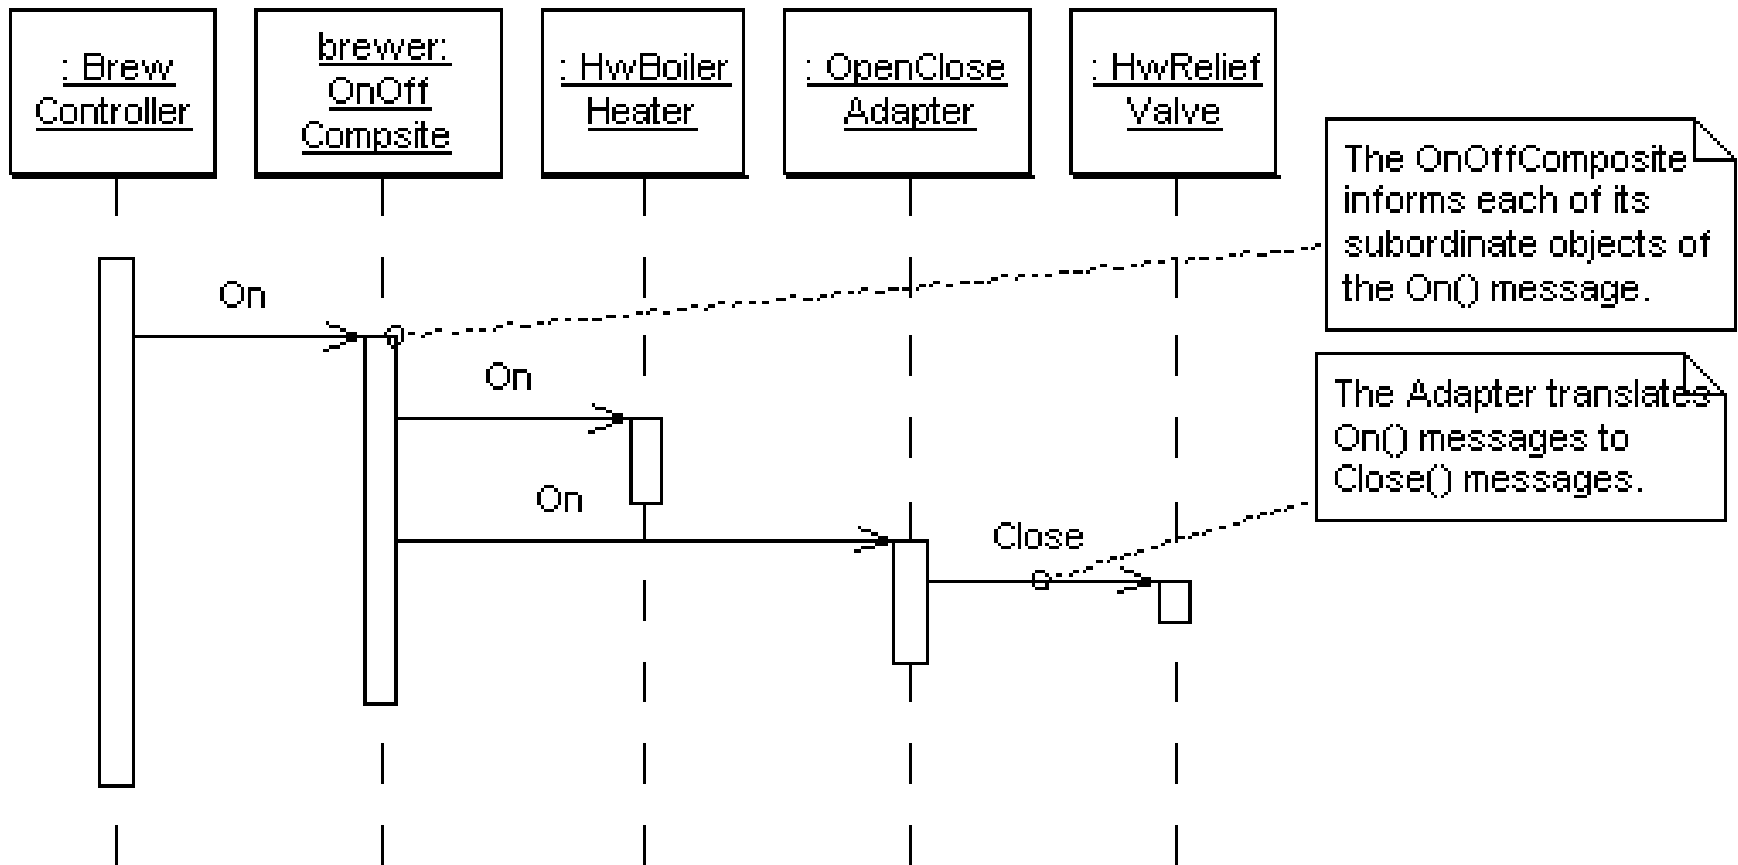 : Brew
Controller
brewer:
OnOff
Compsite
: HwBoiler
Heater
: OpenClose
Adapter
: HwRelief
Valve
The OnOffComposite
informs each of its
subordinate objects of
the On() message.
On
On
The Adapter translates
On() messages to
Close() messages.
On
Close